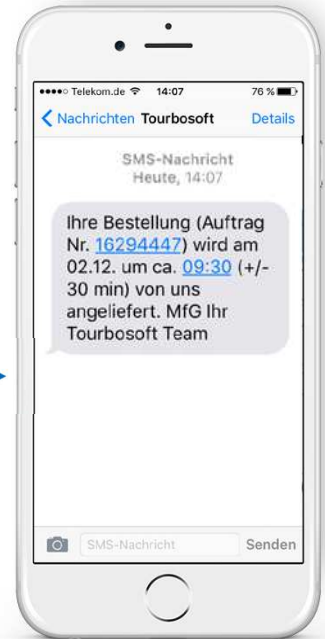 Telekom.de 14:07 76 %
Nachrichten Tourbosoft Details
SMS-Nachricht
Heute, 14:07
Ihre Bestellung (Auftrag
Nr. 16294447) wird am
02.12. um ca. 09:30 (+/-
30 min) von uns
angeliefert. MfG Ihr
Tourbosoft Team
SMS-Nachricht Senden